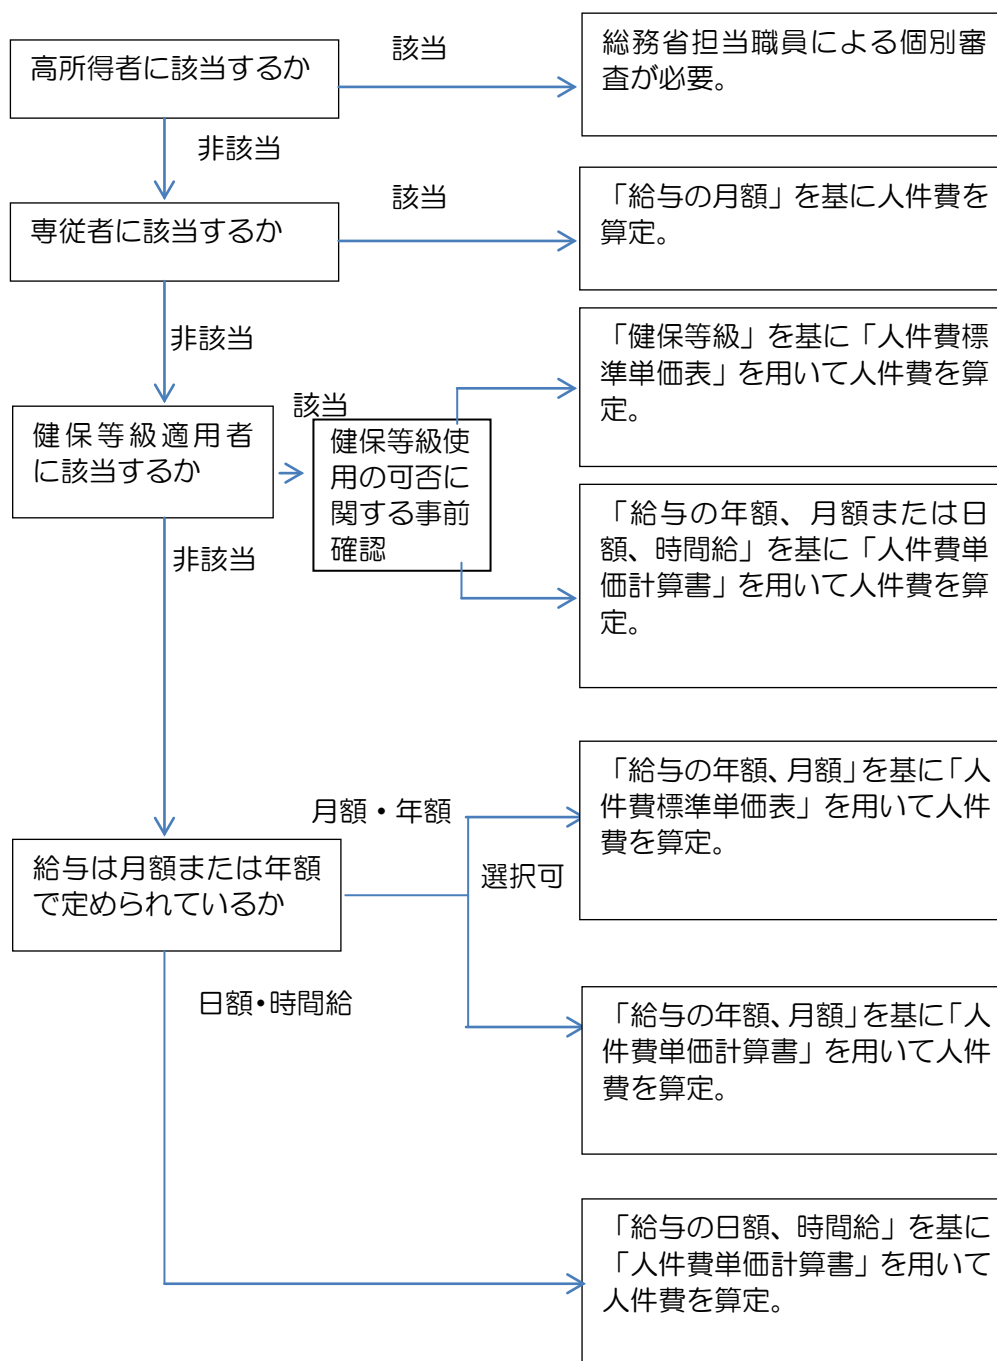 高所得者に該当するか
該当
総務省担当職員による個別審
査が必要。
非該当
専従者に該当するか
該当
「給与の月額」を基に人件費を
算定。
非該当
健保等級適用者
に該当するか
該当
健保等級使
用の可否に
関する事前
確認
「健保等級」を基に「人件費標
準単価表」を用いて人件費を算
定。
「給与の年額、月額または日
額、時間給」を基に「人件費単
価計算書」を用いて人件費を算
定。
非該当
給与は月額または年額
で定められているか
月額・年額
選択可
「給与の年額、月額」を基に「人
件費標準単価表」を用いて人件
費を算定。
「給与の年額、月額」を基に「人
件費単価計算書」を用いて人件
費を算定。
日額・時間給
「給与の日額、時間給」を基に
「人件費単価計算書」を用いて
人件費を算定。